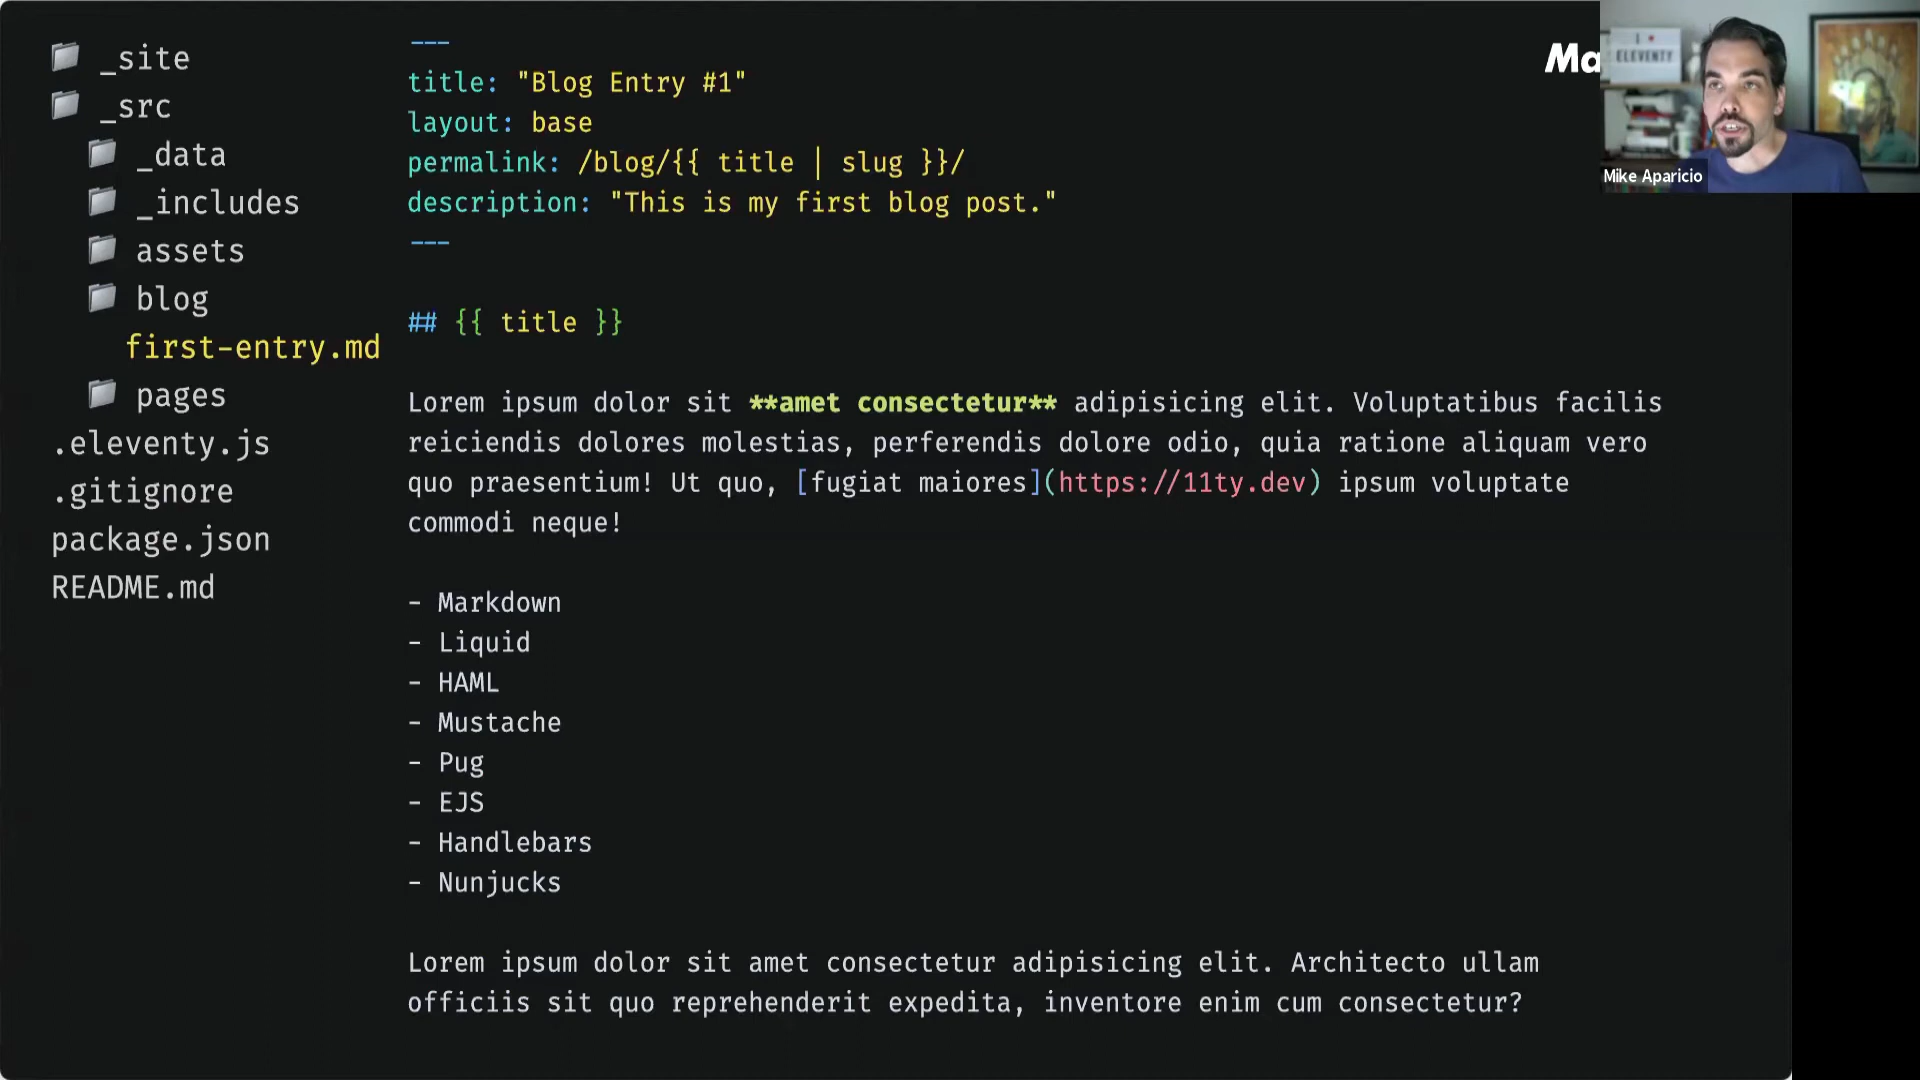 _site
_src
_data
_includes
assets
blog
first-entry.md
pages
.eleventy.js
.gitignore
package.json
README.md
---
title: "Blog Entry #1"
layout: base
permalink: /blog/{{ title | slug }}/
description: "This is my first blog post."
---
## {{ title }}
Lorem ipsum dolor sit **amet consectetur** adipisicing elit. Voluptatibus facilis
reiciendis dolores molestias, perferendis dolore odio, quia ratione aliquam vero
quo praesentium! Ut quo, [fugiat maiores](https://11ty.dev) ipsum voluptate
commodi neque!
- Markdown
- Liquid
- HAML
- Mustache
- Pug
- EJS
- Handlebars
- Nunjucks
Lorem ipsum dolor sit amet consectetur adipisicing elit. Architecto ullam
officiis sit quo reprehenderit expedita, inventore enim cum consectetur?
Ma
I ♥
ELEVENTY
Mike Aparicio